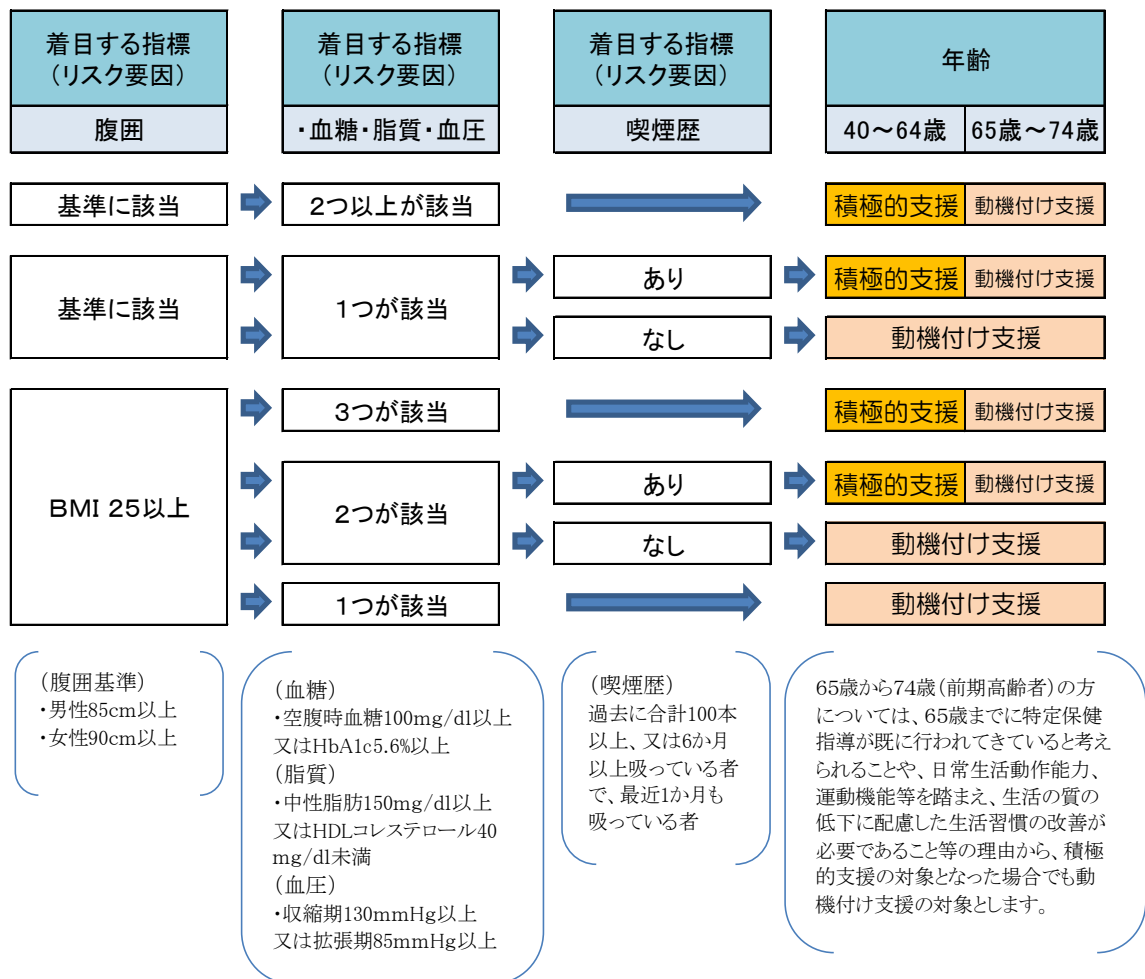 着目する指標
(リスク要因)
着目する指標
(リスク要因)
着目する指標
(リスク要因)
年齢
腹囲
・血糖・脂質・血圧
喫煙歴
40～64歳
65歳～74歳
基準に該当
2つ以上が該当
積極的支援
動機付け支援
基準に該当
1つが該当
あり
積極的支援
動機付け支援
なし
動機付け支援
BMI 25以上
3つが該当
積極的支援
動機付け支援
2つが該当
あり
積極的支援
動機付け支援
なし
動機付け支援
1つが該当
動機付け支援
(腹囲基準)
・男性85cm以上
・女性90cm以上
(血糖)
・空腹時血糖100mg/dl以上
又はHbA1c5.6%以上
(脂質)
・中性脂肪150mg/dl以上
又はHDLコレステロール40
mg/dl未満
(血圧)
・収縮期130mmHg以上
又は拡張期85mmHg以上
(喫煙歴)
過去に合計100本
以上、又は6か月
以上吸っている者
で、最近1か月も
吸っている者
65歳から74歳(前期高齢者)の方
については、65歳までに特定保健
指導が既に行われてきていると考え
られることや、日常生活動作能力、
運動機能等を踏まえ、生活の質の
低下に配慮した生活習慣の改善が
必要であること等の理由から、積極
的支援の対象となった場合でも動
機付け支援の対象とします。